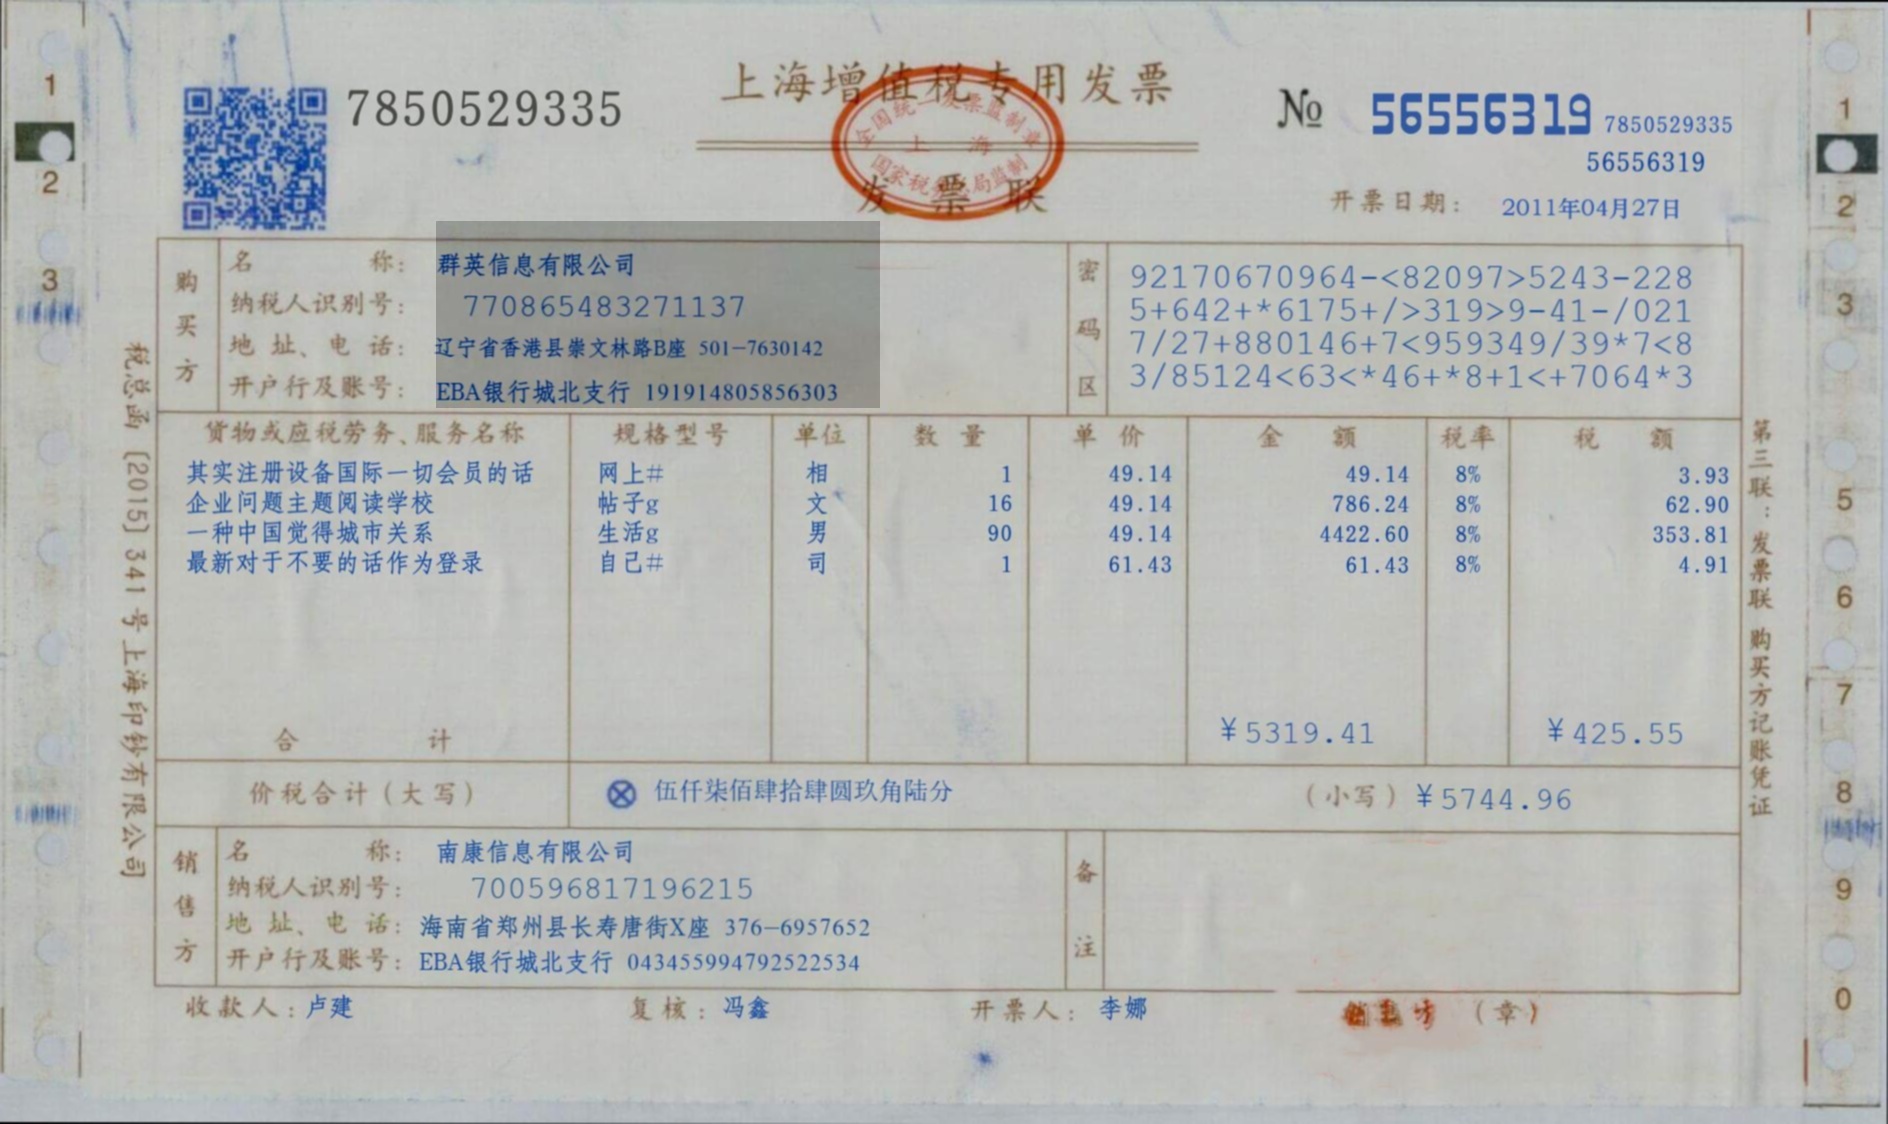 上海增值税专用发票
7850529335
№ 56556319 7850529335
56556319
全国统一发票监制章
上海
国家税务局监制
发票联
开票日期: 2011年04月27日
购买方
名称: 群英信息有限公司
纳税人识别号: 770865483271137
地址、电话: 辽宁省香港县崇文林路B座 501-7630142
开户行及账号: EBA银行城北支行 191914805856303
密码区
92170670964-<82097>5243-228
5+642+*6175+/>319>9-41-/021
7/27+880146+7<959349/39*7<8
3/85124<63<*46+*8+1<+7064*3
货物或应税劳务、服务名称 规格型号 单位 数量 单价 金额 税率 税额
其实注册设备国际一切会员的话 网上# 相 1 49.14 49.14 8% 3.93
企业问题主题阅读学校 帖子g 文 16 49.14 786.24 8% 62.90
一种中国觉得城市关系 生活g 男 90 49.14 4422.60 8% 353.81
最新对于不要的话作为登录 自己# 司 1 61.43 61.43 8% 4.91
合计 ¥5319.41 ¥425.55
价税合计(大写) ⊗ 伍仟柒佰肆拾肆圆玖角陆分 (小写) ¥5744.96
销售方
名称: 南康信息有限公司
纳税人识别号: 700596817196215
地址、电话: 海南省郑州县长寿唐街X座 376-6957652
开户行及账号: EBA银行城北支行 043455994792522534
备注
收款人: 卢建 复核: 冯鑫 开票人: 李娜 (章)
税总函[2015]341号上海印钞有限公司
第三联:发票联 购买方记账凭证
1
2
3
1
2
3
5
6
7
8
9
0